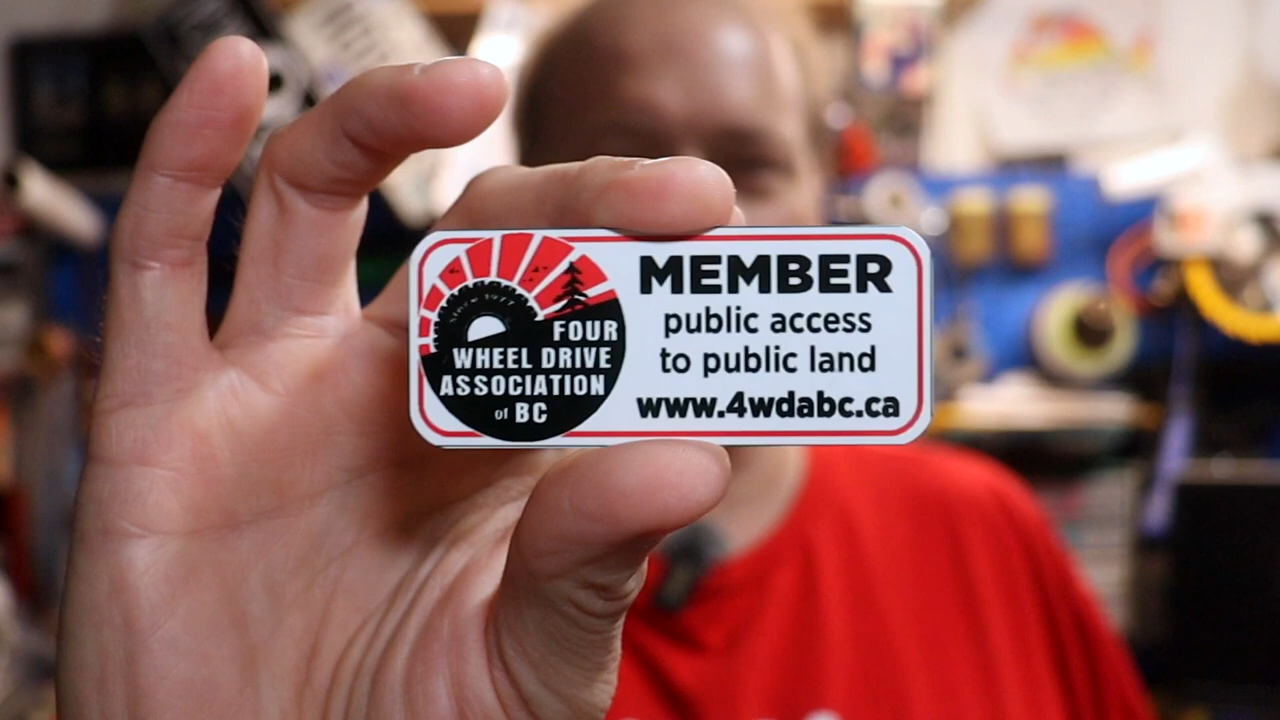 since 1977
FOUR
WHEEL DRIVE
ASSOCIATION
of BC
MEMBER
public access
to public land
www.4wdabc.ca